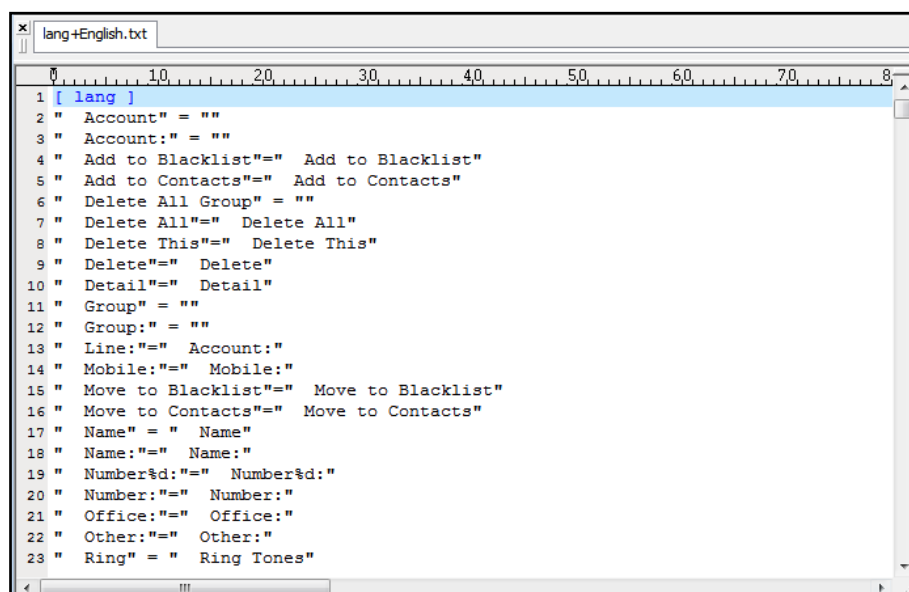 lang+English.txt
0 10 20 30 40 50 60 70 8
1 [ lang ]
2 "  Account" = ""
3 "  Account:" = ""
4 "  Add to Blacklist"="  Add to Blacklist"
5 "  Add to Contacts"="  Add to Contacts"
6 "  Delete All Group" = ""
7 "  Delete All"="  Delete All"
8 "  Delete This"="  Delete This"
9 "  Delete"="  Delete"
10 "  Detail"="  Detail"
11 "  Group" = ""
12 "  Group:" = ""
13 "  Line:"="  Account:"
14 "  Mobile:"="  Mobile:"
15 "  Move to Blacklist"="  Move to Blacklist"
16 "  Move to Contacts"="  Move to Contacts"
17 "  Name" = "  Name"
18 "  Name:"="  Name:"
19 "  Number%d:"="  Number%d:"
20 "  Number:"="  Number:"
21 "  Office:"="  Office:"
22 "  Other:"="  Other:"
23 "  Ring" = "  Ring Tones"